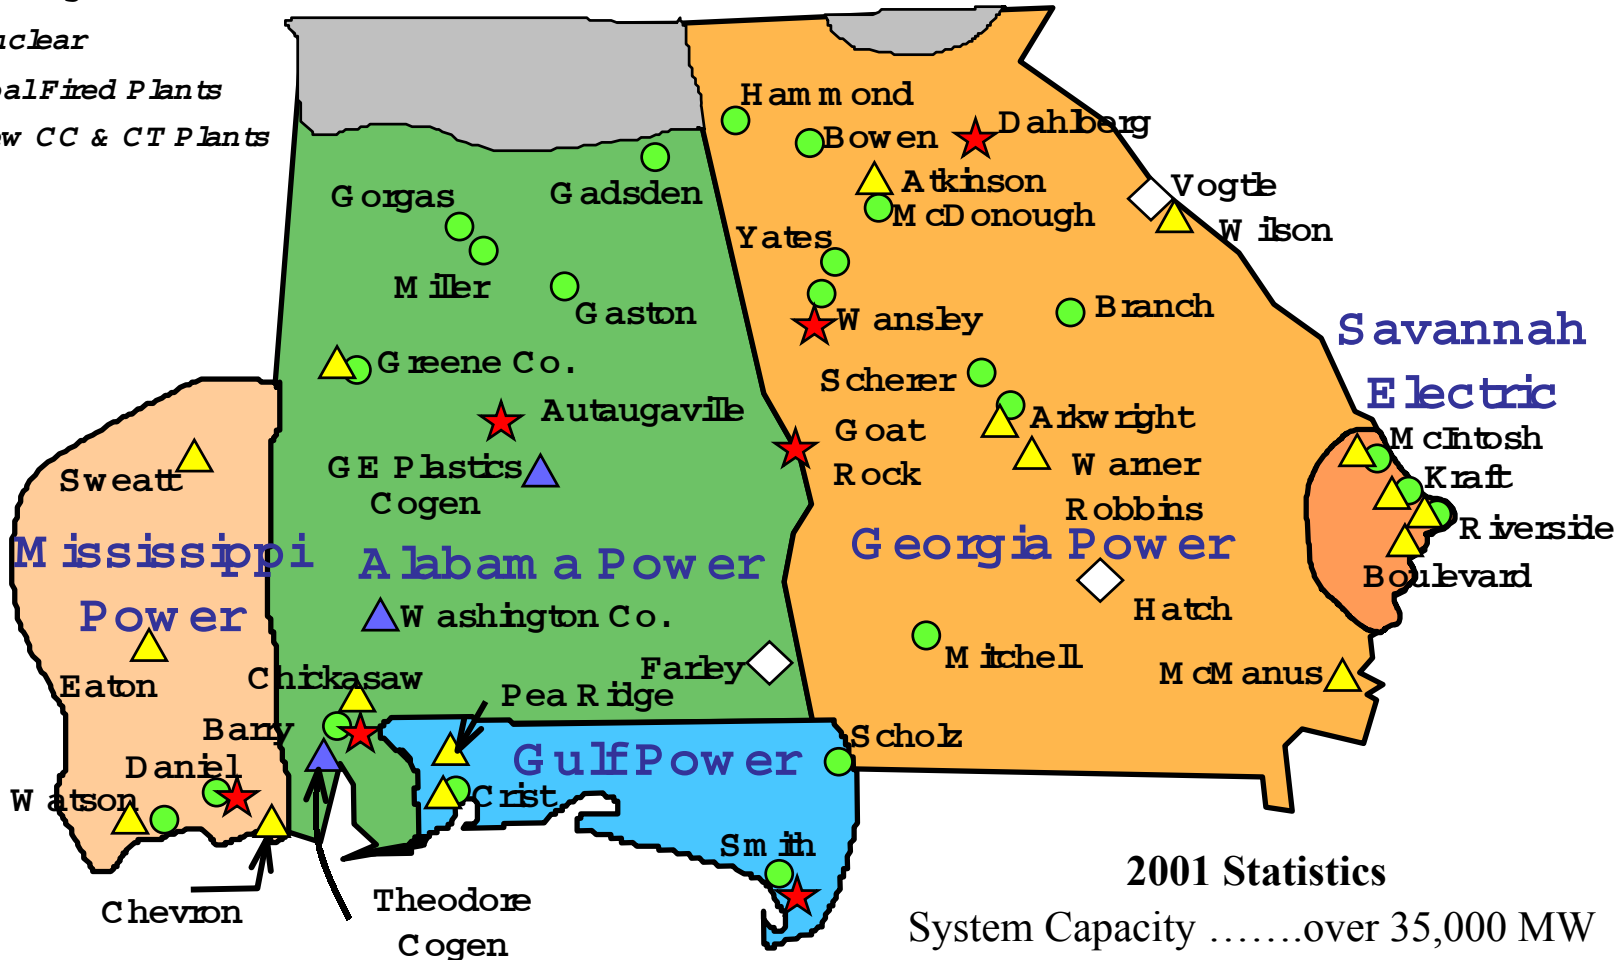 uclear
oal Fired Plants
ew CC & CT Plants
Hammond
Bowen
Dahlberg
Atkinson
McDonough
Vogtle
Wilson
Gorgas
Gadsden
Yates
Miller
Gaston
Wansley
Branch
Savannah
Electric
Greene Co.
Scherer
Autaugaville
Goat
Rock
Arkwright
McIntosh
Sweatt
GE Plastics
Cogen
Warner
Robbins
Kraft
Riverside
Mississippi
Power
Alabama Power
Georgia Power
Boulevard
Washington Co.
Hatch
Eaton
Chickasaw
Farley
Mitchell
McManus
Pea Ridge
Barry
Gulf Power
Scholz
Daniel
Watson
Crist
Smith
Chevron
Theodore
Cogen
2001 Statistics
System Capacity .......over 35,000 MW